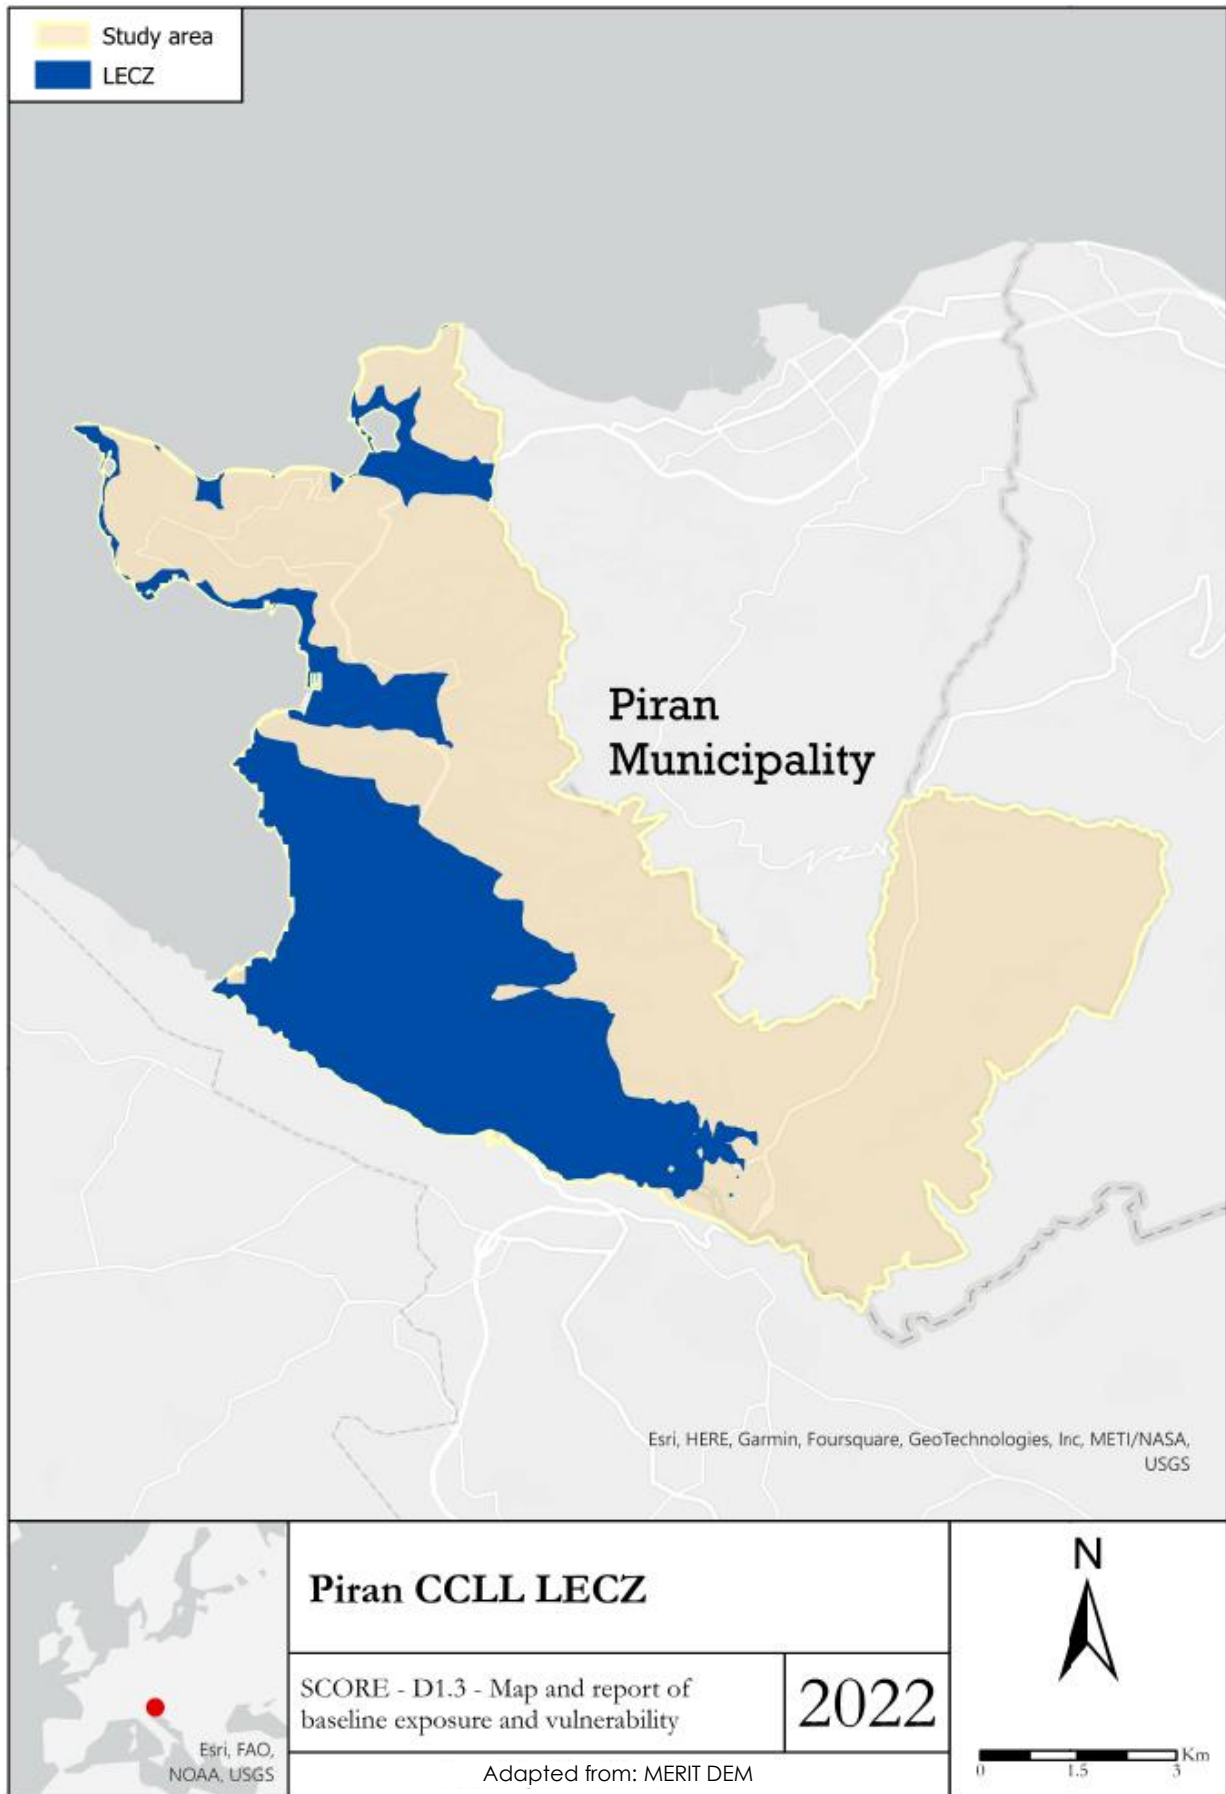 Study area
LECZ
Piran
Municipality
Esri, HERE, Garmin, Foursquare, GeoTechnologies, Inc, METI/NASA,
USGS
Esri, FAO,
NOAA, USGS
Piran CCLL LECZ
SCORE - D1.3 - Map and report of
baseline exposure and vulnerability
2022
Adapted from: MERIT DEM
N
Km
0 1.5 3